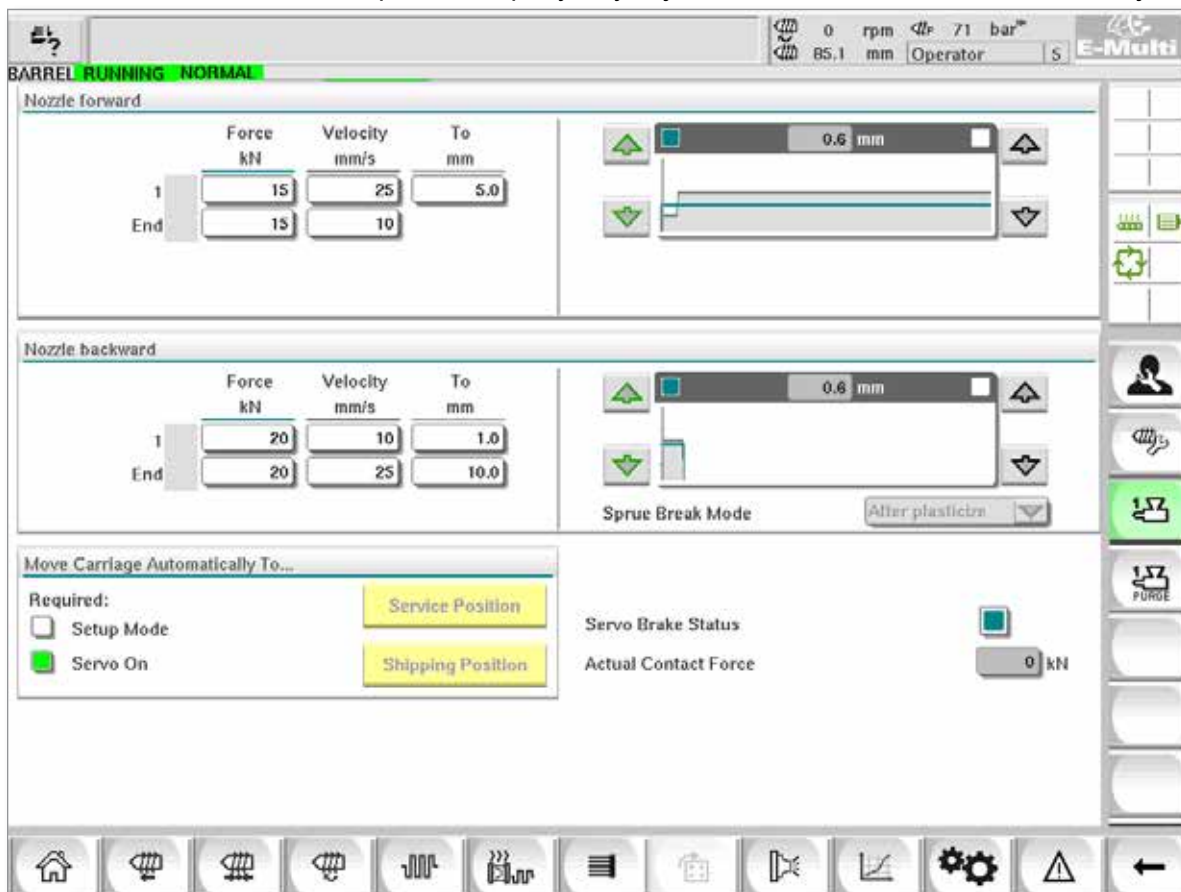 0 rpm P 71 bar
85.1 mm Operator S
E-Multi
BARREL RUNNING NORMAL
Nozzle forward
Force Velocity To
kN mm/s mm
1 15 25 5.0
End 15 10
0.6 mm
Nozzle backward
Force Velocity To
kN mm/s mm
1 20 10 1.0
End 20 25 10.0
0.6 mm
Sprue Break Mode After plasticize
Move Carriage Automatically To...
Required:
Setup Mode
Servo On
Service Position
Shipping Position
Servo Brake Status
Actual Contact Force 0 kN
PURGE